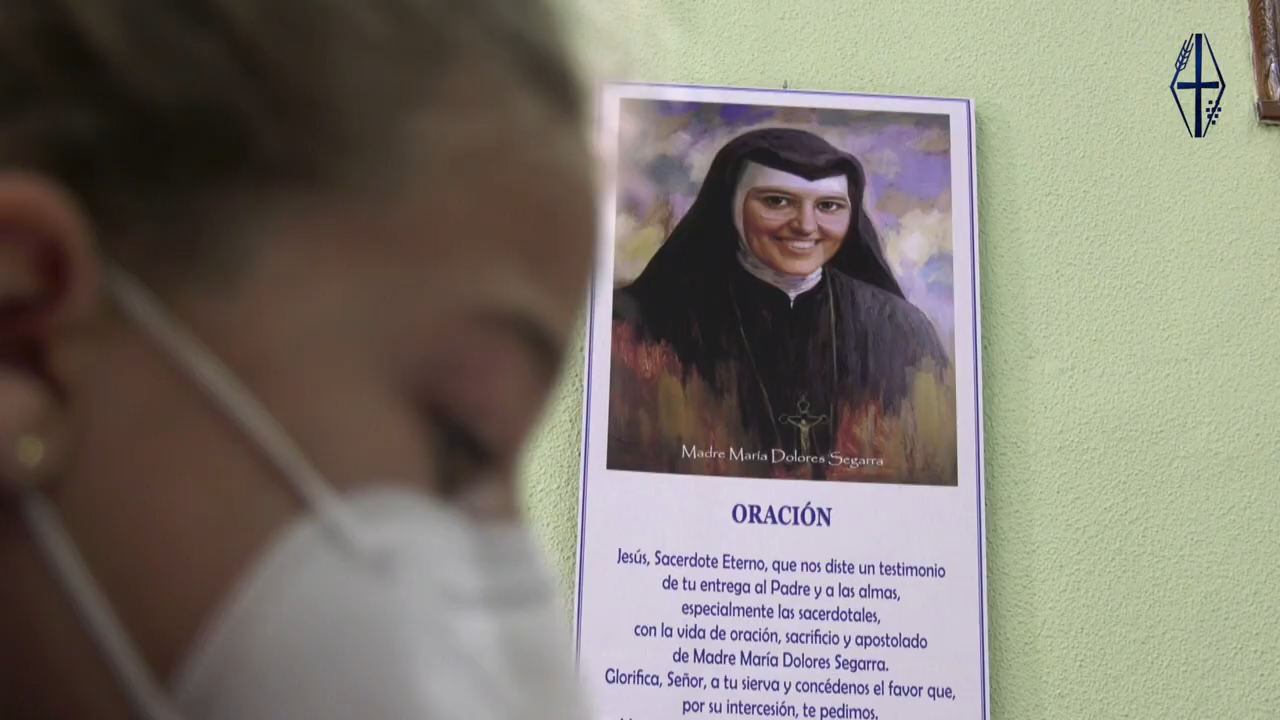 Madre María Dolores Segarra
ORACIÓN
Jesús, Sacerdote Eterno, que nos diste un testimonio
de tu entrega al Padre y a las almas,
especialmente las sacerdotales,
con la vida de oración, sacrificio y apostolado
de Madre María Dolores Segarra.
Glorifica, Señor, a tu sierva y concédenos el favor que,
por su intercesión, te pedimos.